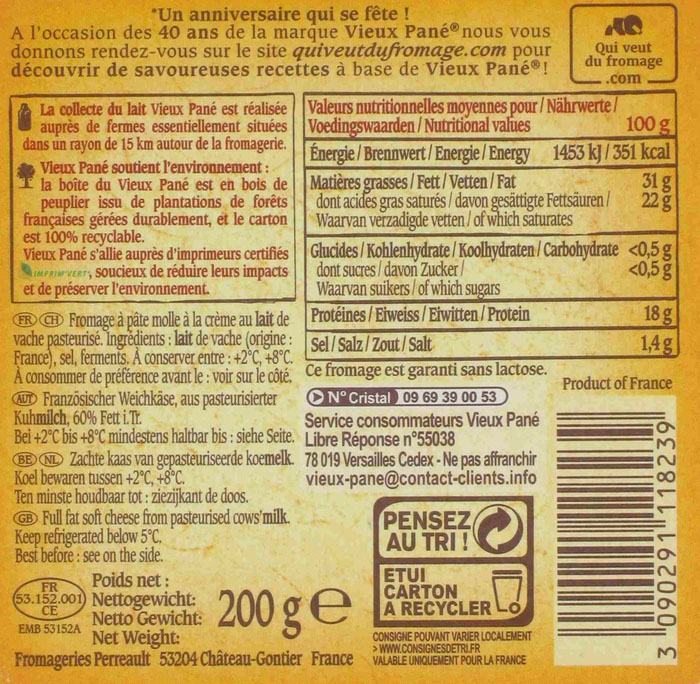 *Un anniversaire qui se fête !
A l'occasion des 40 ans de la marque Vieux Pané® nous vous
donnons rendez-vous sur le site quiveutdufromage.com pour
découvrir de savoureuses recettes à base de Vieux Pané® !
Qui veut
du fromage
.com
La collecte du lait Vieux Pané est réalisée
auprès de fermes essentiellement situées
dans un rayon de 15 km autour de la fromagerie.
Vieux Pané soutient l'environnement :
la boîte du Vieux Pané est en bois de
peuplier issu de plantations de forêts
françaises gérées durablement, et le carton
est 100% recyclable.
Vieux Pané s'allie auprès d'imprimeurs certifiés
IMPRIM'VERT®, soucieux de réduire leurs impacts
et de préserver l'environnement.
Valeurs nutritionnelles moyennes pour / Nährwerte /
Voedingswaarden / Nutritional values 100 g
Énergie / Brennwert / Energie / Energy 1453 kJ / 351 kcal
Matières grasses / Fett / Vetten / Fat 31 g
dont acides gras saturés / davon gesättigte Fettsäuren / 22 g
Waarvan verzadigde vetten / of which saturates
Glucides / Kohlenhydrate / Koolhydraten / Carbohydrate <0,5 g
dont sucres / davon Zucker / <0,5 g
Waarvan suikers / of which sugars
Protéines / Eiweiss / Eiwitten / Protein 18 g
Sel / Salz / Zout / Salt 1,4 g
Ce fromage est garanti sans lactose.
FR CH Fromage à pâte molle à la crème au lait de
vache pasteurisé. Ingrédients : lait de vache (origine :
France), sel, ferments. À conserver entre : +2°C, +8°C.
À consommer de préférence avant le : voir sur le côté.
AUT Französischer Weichkäse, aus pasteurisierter
Kuhmilch, 60% Fett i.Tr.
Bei +2°C bis +8°C mindestens haltbar bis : siehe Seite.
BE NL Zachte kaas van gepasteuriseerde koemelk.
Koel bewaren tussen +2°C, +8°C.
Ten minste houdbaar tot : ziezijkant de doos.
GB Full fat soft cheese from pasteurised cows'milk.
Keep refrigerated below 5°C.
Best before : see on the side.
N° Cristal 09 69 39 00 53
Service consommateurs Vieux Pané
Libre Réponse n°55038
78 019 Versailles Cedex - Ne pas affranchir
vieux-pane@contact-clients.info
Product of France
PENSEZ
AU TRI !
ETUI
CARTON
A RECYCLER
CONSIGNE POUVANT VARIER LOCALEMENT
> WWW.CONSIGNESDETRI.FR
VALABLE UNIQUEMENT POUR LA FRANCE
3 090291 118239
FR
53.152.001
CE
EMB 53152A
Poids net :
Nettogewicht:
Netto Gewicht:
Net Weight:
200 g e
Fromageries Perreault 53204 Château-Gontier France